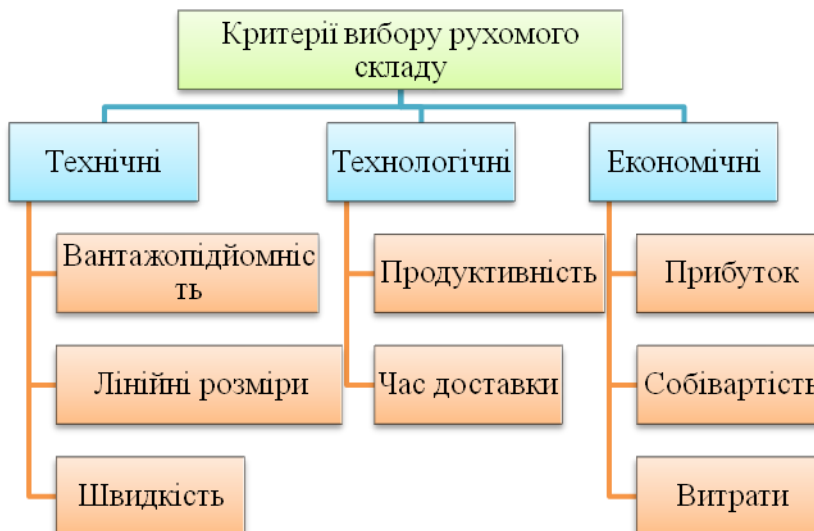 Критерії вибору рухомого
складу
Технічні
Технологічні
Економічні
Вантажопідйомніс
ть
Лінійні розміри
Швидкість
Продуктивність
Час доставки
Прибуток
Собівартість
Витрати